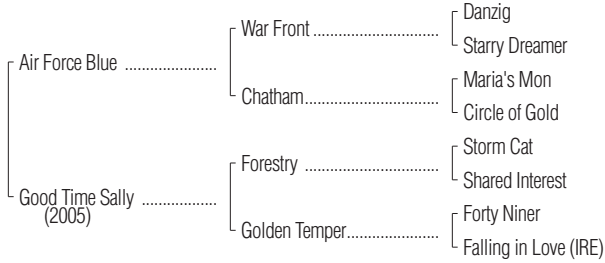 Danzig
War Front ..............................
Starry Dreamer
Air Force Blue ......................
Maria's Mon
Chatham................................
Circle of Gold
Storm Cat
Forestry ................................
Shared Interest
Good Time Sally ..................
(2005)
Forty Niner
Golden Temper......................
Falling in Love (IRE)